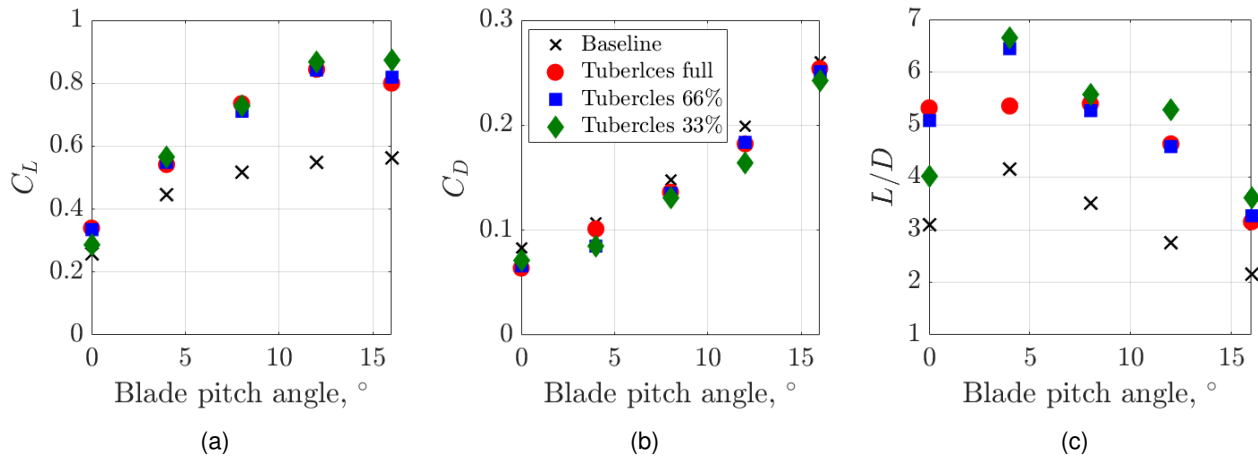 1
0.8
0.6
0.4
0.2
0
C_L
0 5 10 15
Blade pitch angle, °
(a)
0.3
0.2
0.1
0
C_D
Baseline
Tuberlces full
Tubercles 66%
Tubercles 33%
0 5 10 15
Blade pitch angle, °
(b)
7
6
5
4
3
2
1
L/D
0 5 10 15
Blade pitch angle, °
(c)